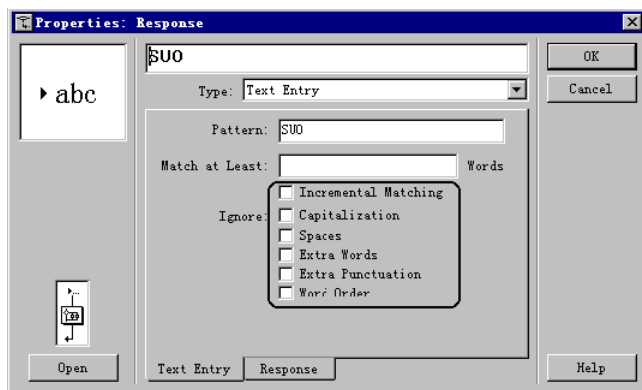 Properties: Response
SUO
OK
abc
Type: Text Entry
Cancel
Pattern: SUO
Match at Least: Words
Incremental Matching
Ignore: Capitalization
Spaces
Extra Words
Extra Punctuation
Word Order
Open
Text Entry Response
Help